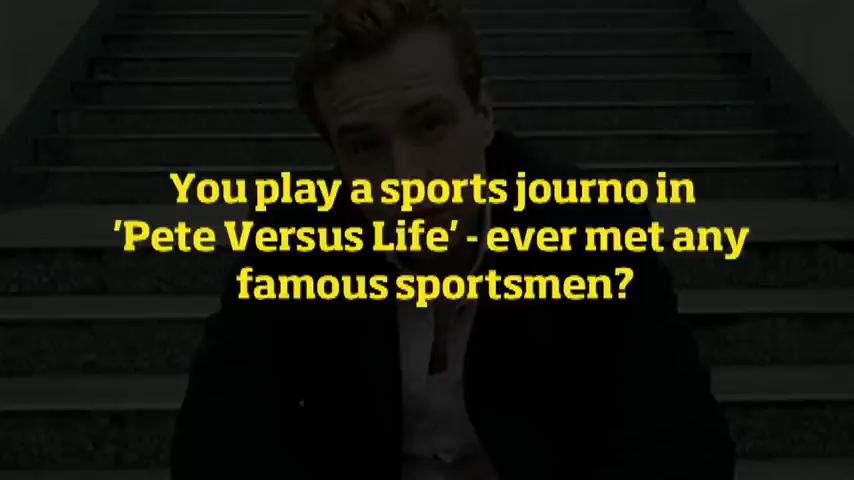 You play a sports journo in
'Pete Versus Life' - ever met any
famous sportsmen?